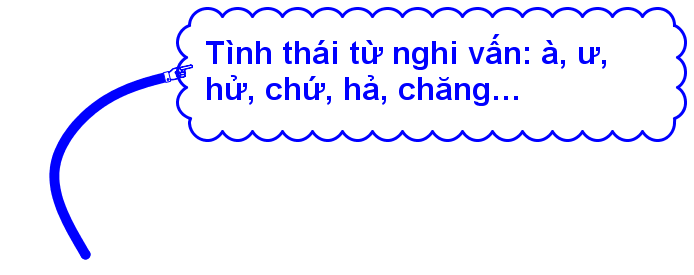 Tình thái từ nghi vấn: à, ư,
hử, chứ, hả, chăng...